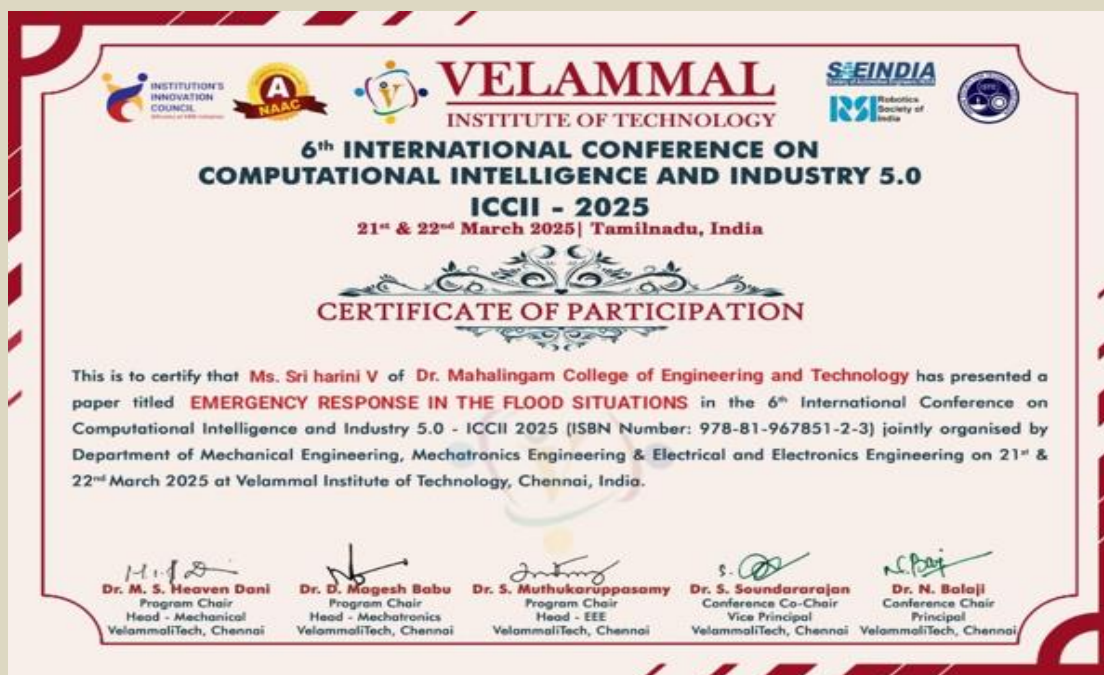 INSTITUTION'S
INNOVATION
COUNCIL
A
NAAC
V
VELAMMAL
INSTITUTE OF TECHNOLOGY
SAEINDIA
RSI Robotics
Society of
India
6th INTERNATIONAL CONFERENCE ON
COMPUTATIONAL INTELLIGENCE AND INDUSTRY 5.0
ICCII - 2025
21st & 22nd March 2025| Tamilnadu, India
CERTIFICATE OF PARTICIPATION
This is to certify that Ms. Sri harini V of Dr. Mahalingam College of Engineering and Technology has presented a
paper titled EMERGENCY RESPONSE IN THE FLOOD SITUATIONS in the 6th International Conference on
Computational Intelligence and Industry 5.0 - ICCII 2025 (ISBN Number: 978-81-967851-2-3) jointly organised by
Department of Mechanical Engineering, Mechatronics Engineering & Electrical and Electronics Engineering on 21st &
22nd March 2025 at Velammal Institute of Technology, Chennai, India.
Dr. M. S. Heaven Dani
Program Chair
Head - Mechanical
VelammaliTech, Chennai
Dr. D. Magesh Babu
Program Chair
Head - Mechatronics
VelammaliTech, Chennai
Dr. S. Muthukaruppasamy
Program Chair
Head - EEE
VelammaliTech, Chennai
Dr. S. Soundararajan
Conference Co-Chair
Vice Principal
VelammaliTech, Chennai
Dr. N. Balaji
Conference Chair
Principal
VelammaliTech, Chennai